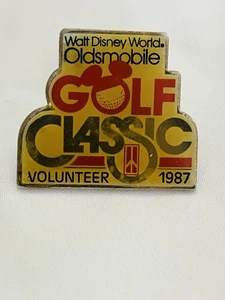 Walt Disney World®
Oldsmobile
GOLF
CLASSIC
VOLUNTEER 1987